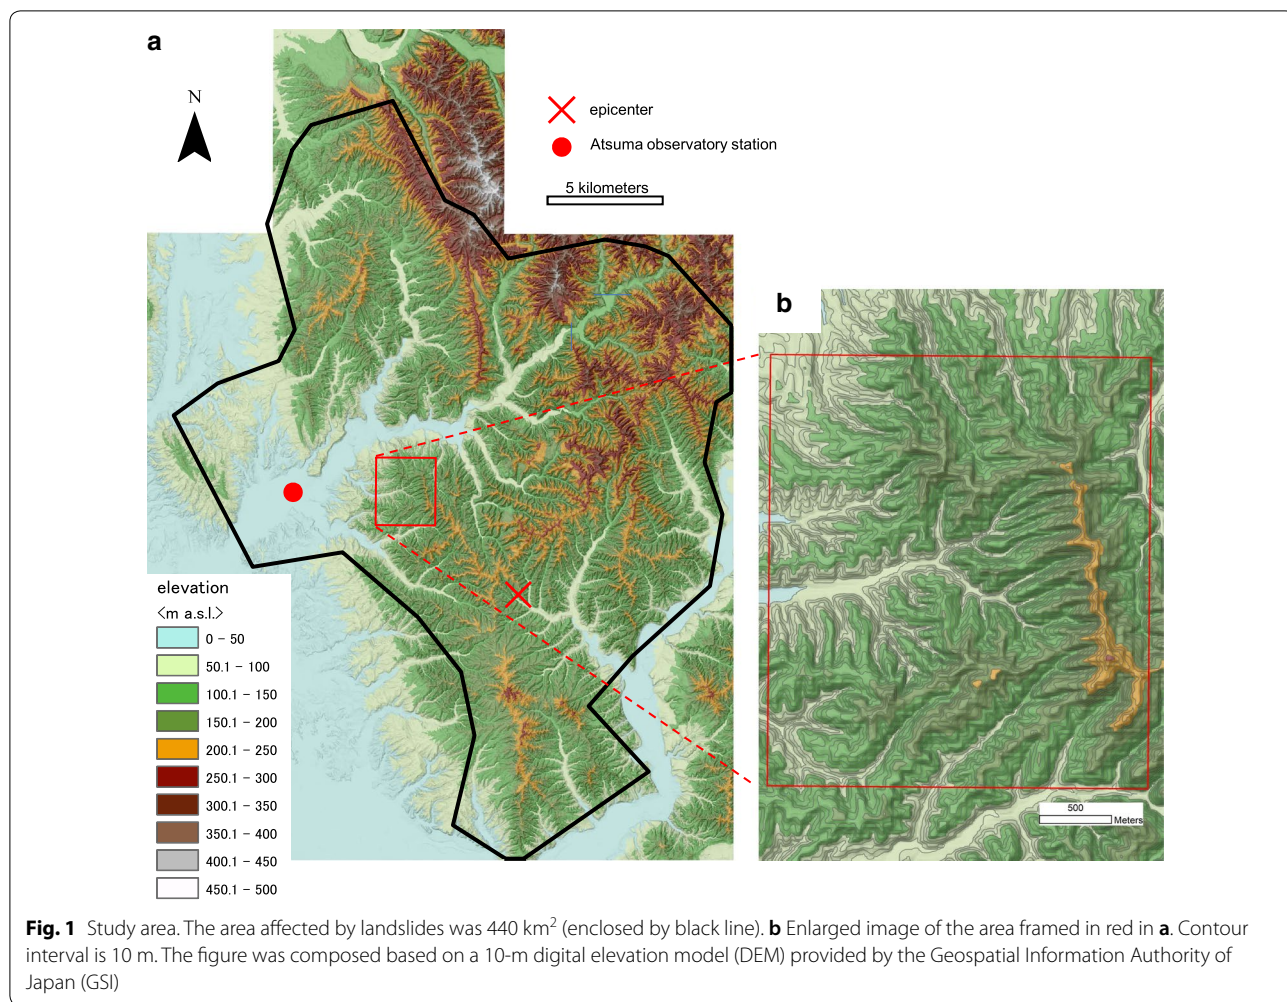 a
N
epicenter
Atsuma observatory station
5 kilometers
b
elevation
<m a.s.l.>
0 – 50
50.1 – 100
100.1 – 150
150.1 – 200
200.1 – 250
250.1 – 300
300.1 – 350
350.1 – 400
400.1 – 450
450.1 – 500
500
Meters
Fig. 1 Study area. The area affected by landslides was 440 km² (enclosed by black line). b Enlarged image of the area framed in red in a. Contour
interval is 10 m. The figure was composed based on a 10-m digital elevation model (DEM) provided by the Geospatial Information Authority of
Japan (GSI)